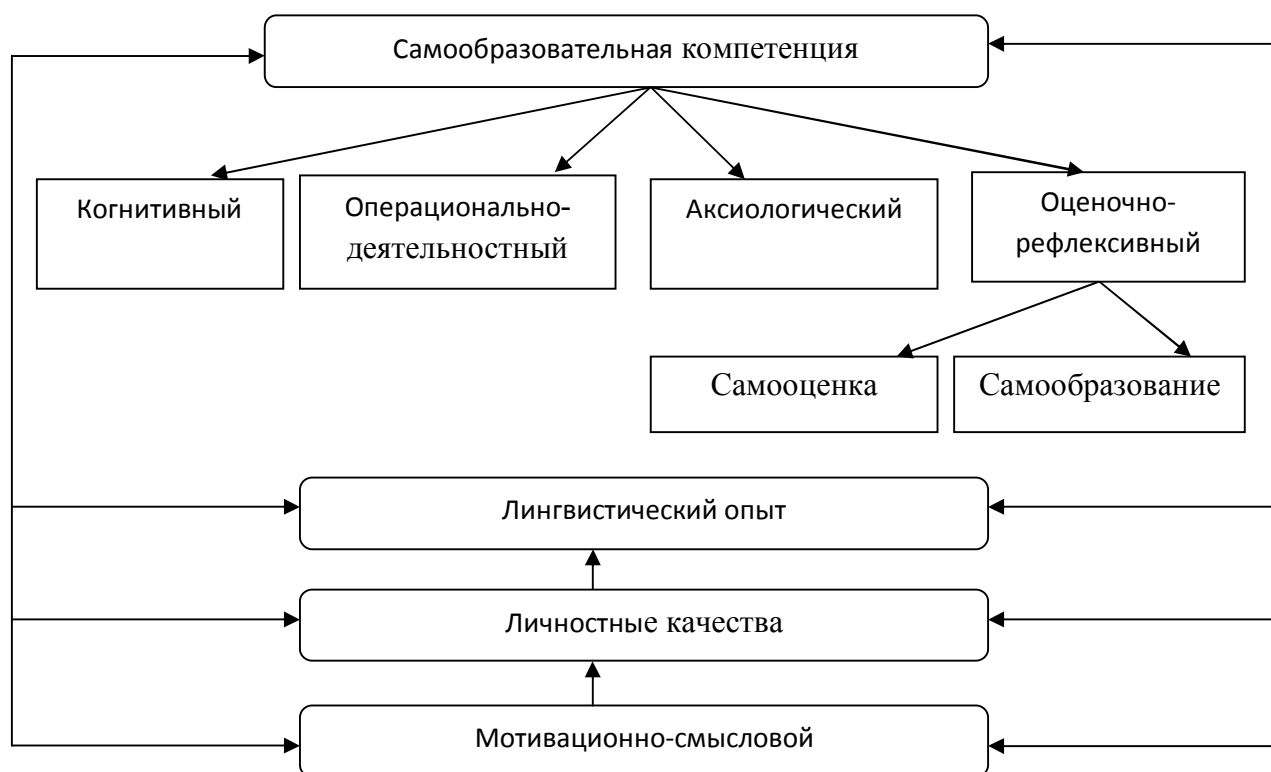 Самообразовательная компетенция
Когнитивный
Операционально-
деятельностный
Аксиологический
Оценочно-
рефлексивный
Самооценка
Самообразование
Лингвистический опыт
Личностные качества
Мотивационно-смысловой